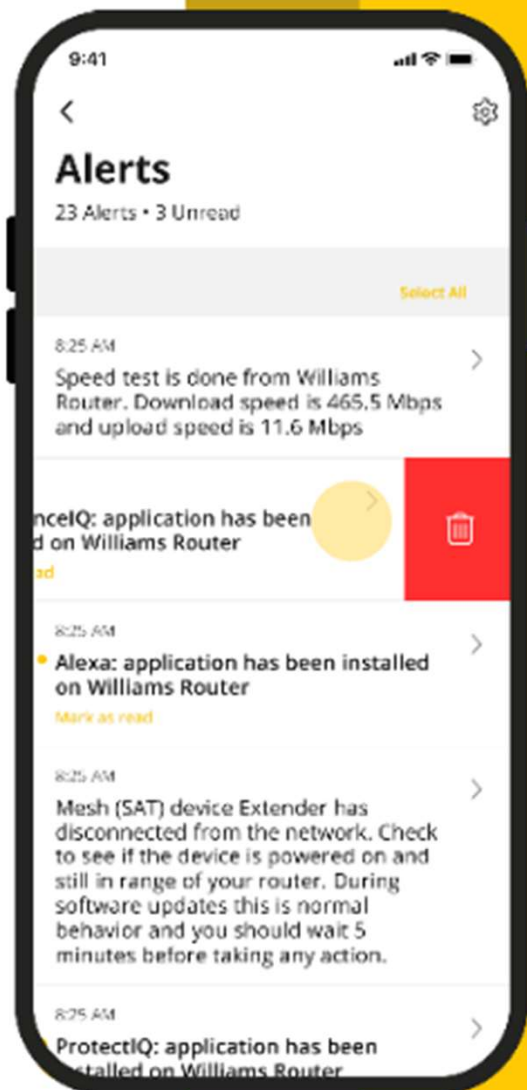 9:41
Alerts
23 Alerts • 3 Unread
Select All
8:25 AM
Speed test is done from Williams
Router. Download speed is 465.5 Mbps
and upload speed is 11.6 Mbps
nceIQ: application has been
d on Williams Router
ad
8:25 AM
Alexa: application has been installed
on Williams Router
Mark as read
8:25 AM
Mesh (SAT) device Extender has
disconnected from the network. Check
to see if the device is powered on and
still in range of your router. During
software updates this is normal
behavior and you should wait 5
minutes before taking any action.
8:25 AM
ProtectIQ: application has been
stalled on Williams Router